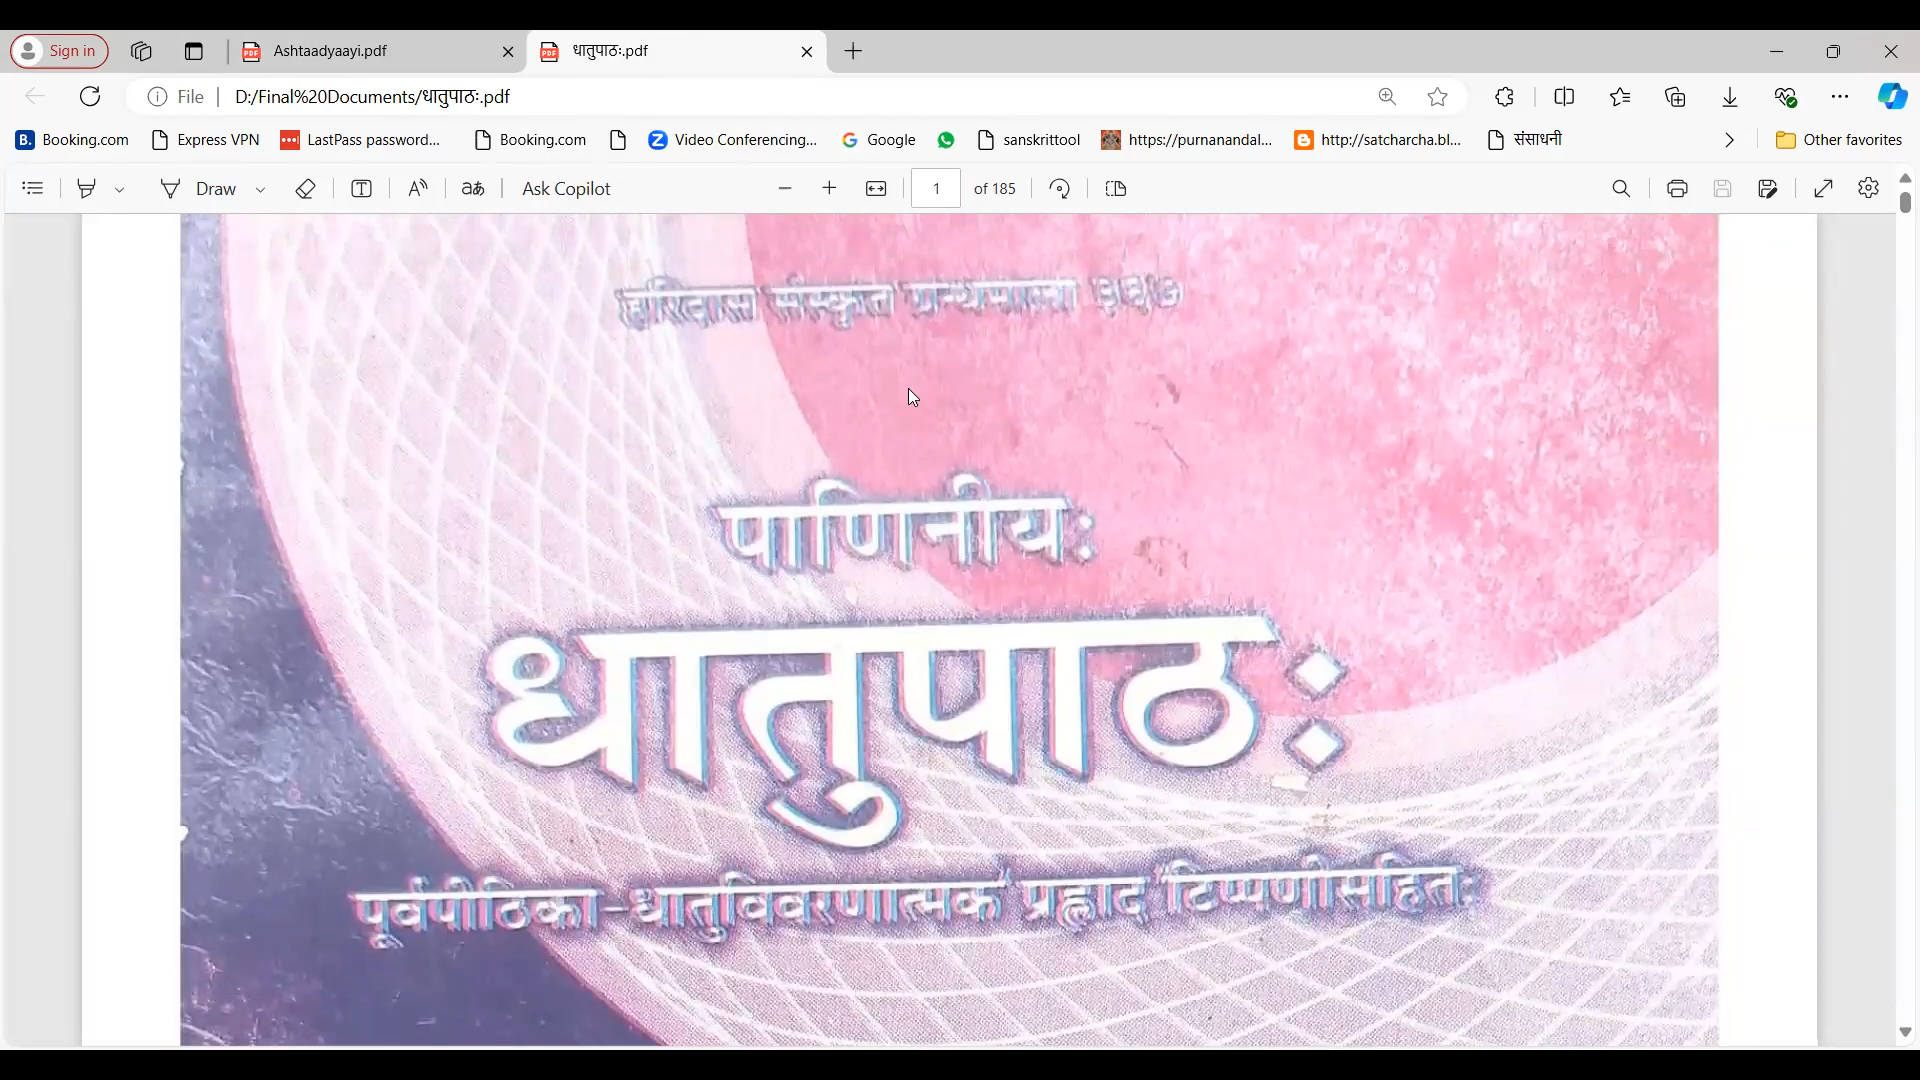 Sign in
Ashtaadyaayi.pdf
धातुपाठः.pdf
File
D:/Final%20Documents/धातुपाठः.pdf
Booking.com
Express VPN
LastPass password...
Booking.com
Video Conferencing...
Google
sanskrittool
https://purnanandal...
http://satcharcha.bl...
संसाधनी
Other favorites
Draw
Ask Copilot
1 of 185
हरिदास संस्कृत ग्रन्थमाला ३३७
पाणिनीयः
धातुपाठः
पूर्वपीठिका-धातुविवरणात्मक "प्रह्लाद" टिप्पणीसहितः